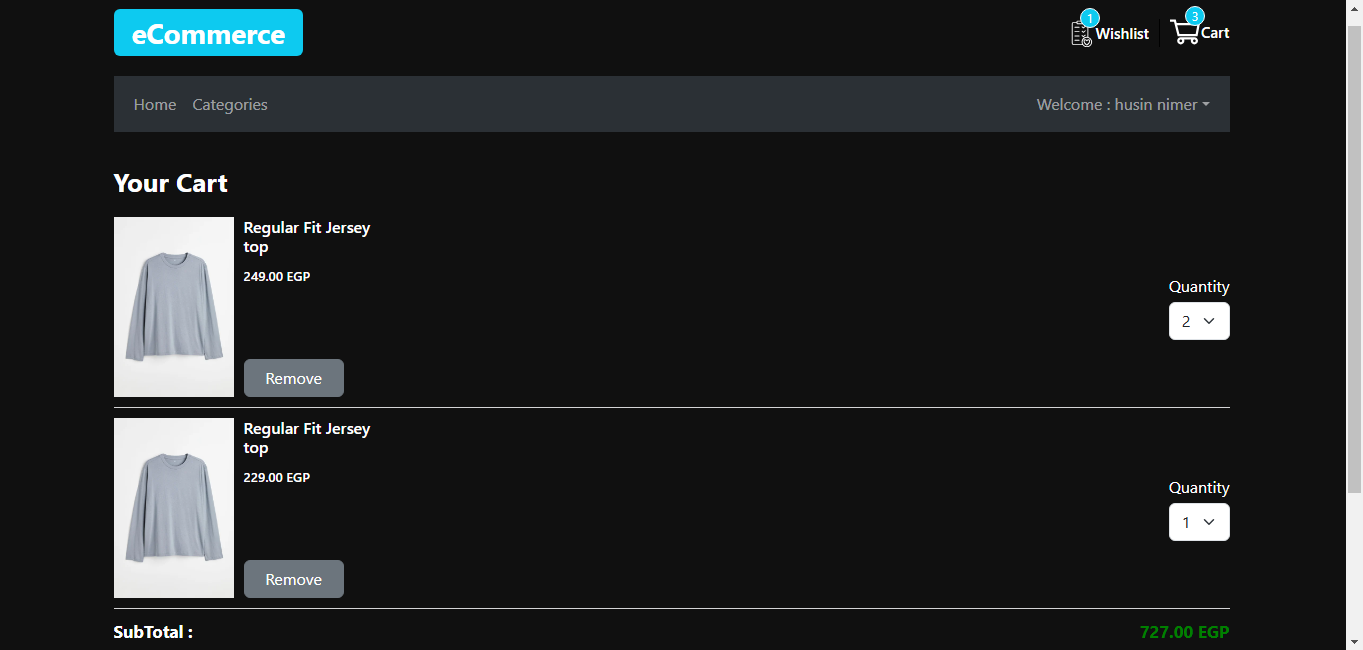 eCommerce
1
Wishlist
3
Cart
Home Categories
Welcome : husin nimer
Your Cart
Regular Fit Jersey
top
249.00 EGP
Quantity
2
Remove
Regular Fit Jersey
top
229.00 EGP
Quantity
1
Remove
SubTotal :
727.00 EGP